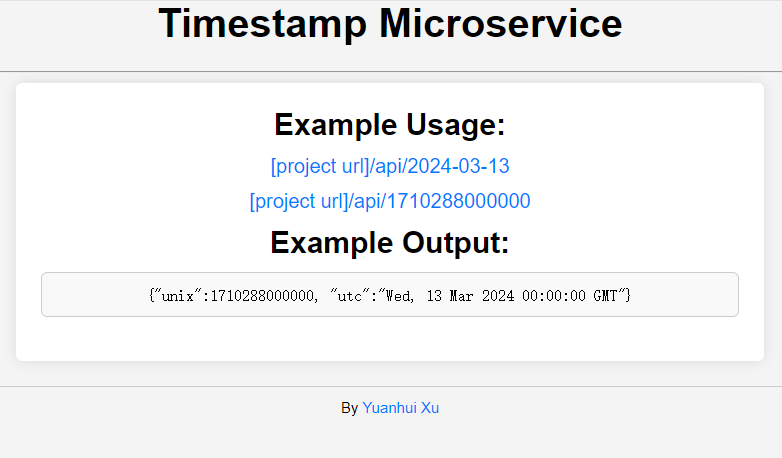 Timestamp Microservice
Example Usage:
[project url]/api/2024-03-13
[project url]/api/1710288000000
Example Output:
{"unix":1710288000000, "utc":"Wed, 13 Mar 2024 00:00:00 GMT"}
By Yuanhui Xu